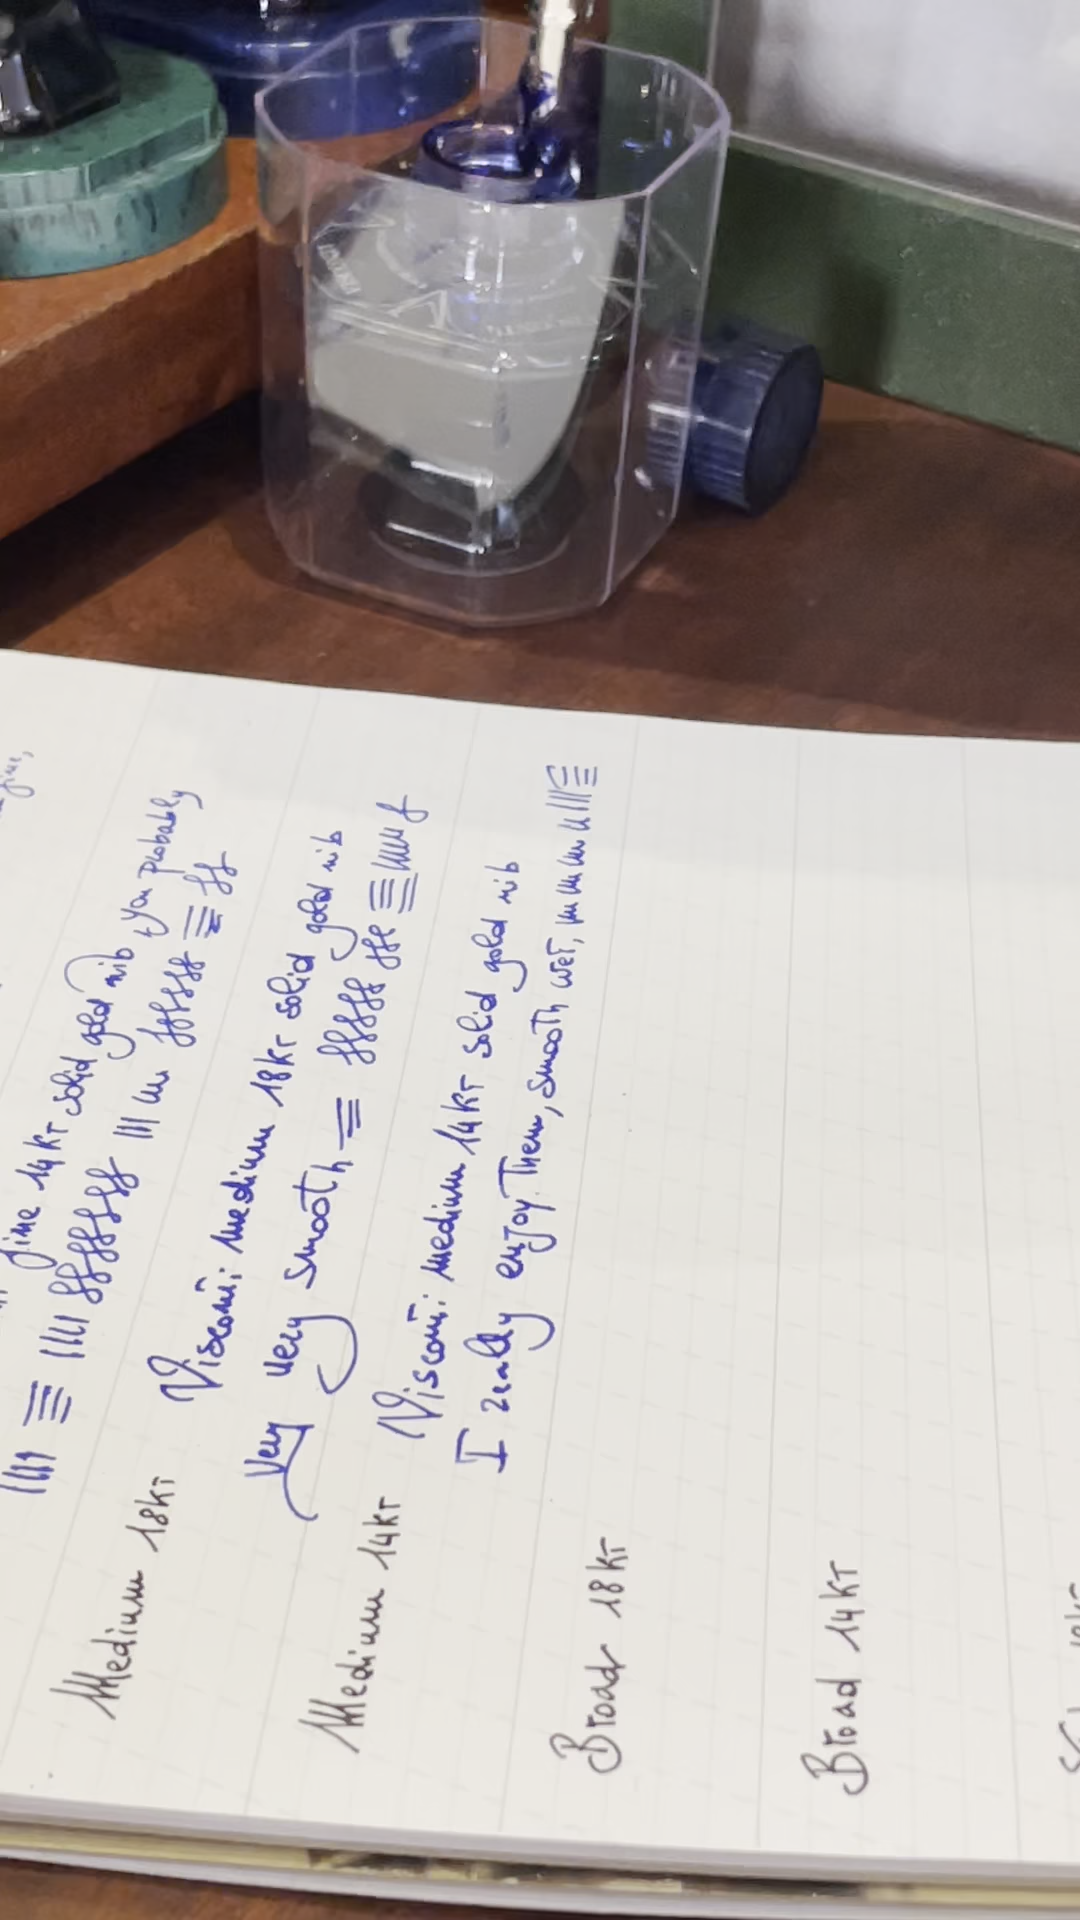 fine,
fine 14KT solid gold nib you probably
Medium 18KT
Visconti: medium 18KT solid gold nib
Very very smooth
Medium 14KT
Visconti: medium 14KT solid gold nib
I really enjoy them, smooth wet,
Broad 18KT
Broad 14KT